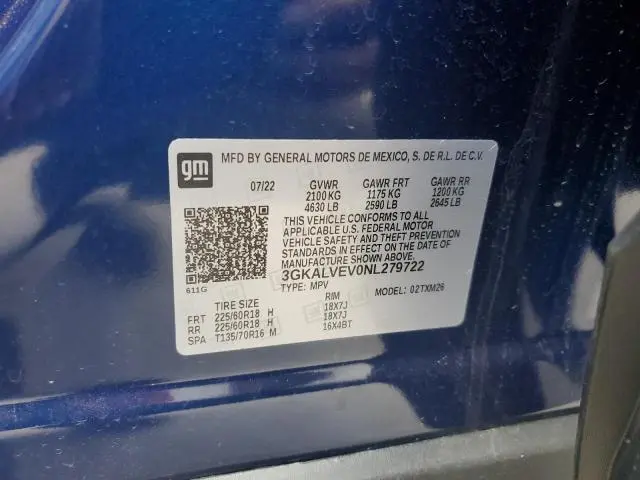 gm
MFD BY GENERAL MOTORS DE MEXICO, S. DE R.L. DE C.V.
07/22 GVWR GAWR FRT GAWR RR
2100 KG 1175 KG 1200 KG
4630 LB 2590 LB 2645 LB
THIS VEHICLE CONFORMS TO ALL
APPLICABLE U.S. FEDERAL MOTOR
VEHICLE SAFETY AND THEFT PREVENTION
STANDARDS IN EFFECT ON THE DATE OF
MANUFACTURE SHOWN ABOVE.
3GKALVEV0NL279722
611G
TYPE: MPV MODEL: 02TXM26
TIRE SIZE RIM
FRT 225/60R18 H 18X7J
RR 225/60R18 H 18X7J
SPA T135/70R16 M 16X4BT